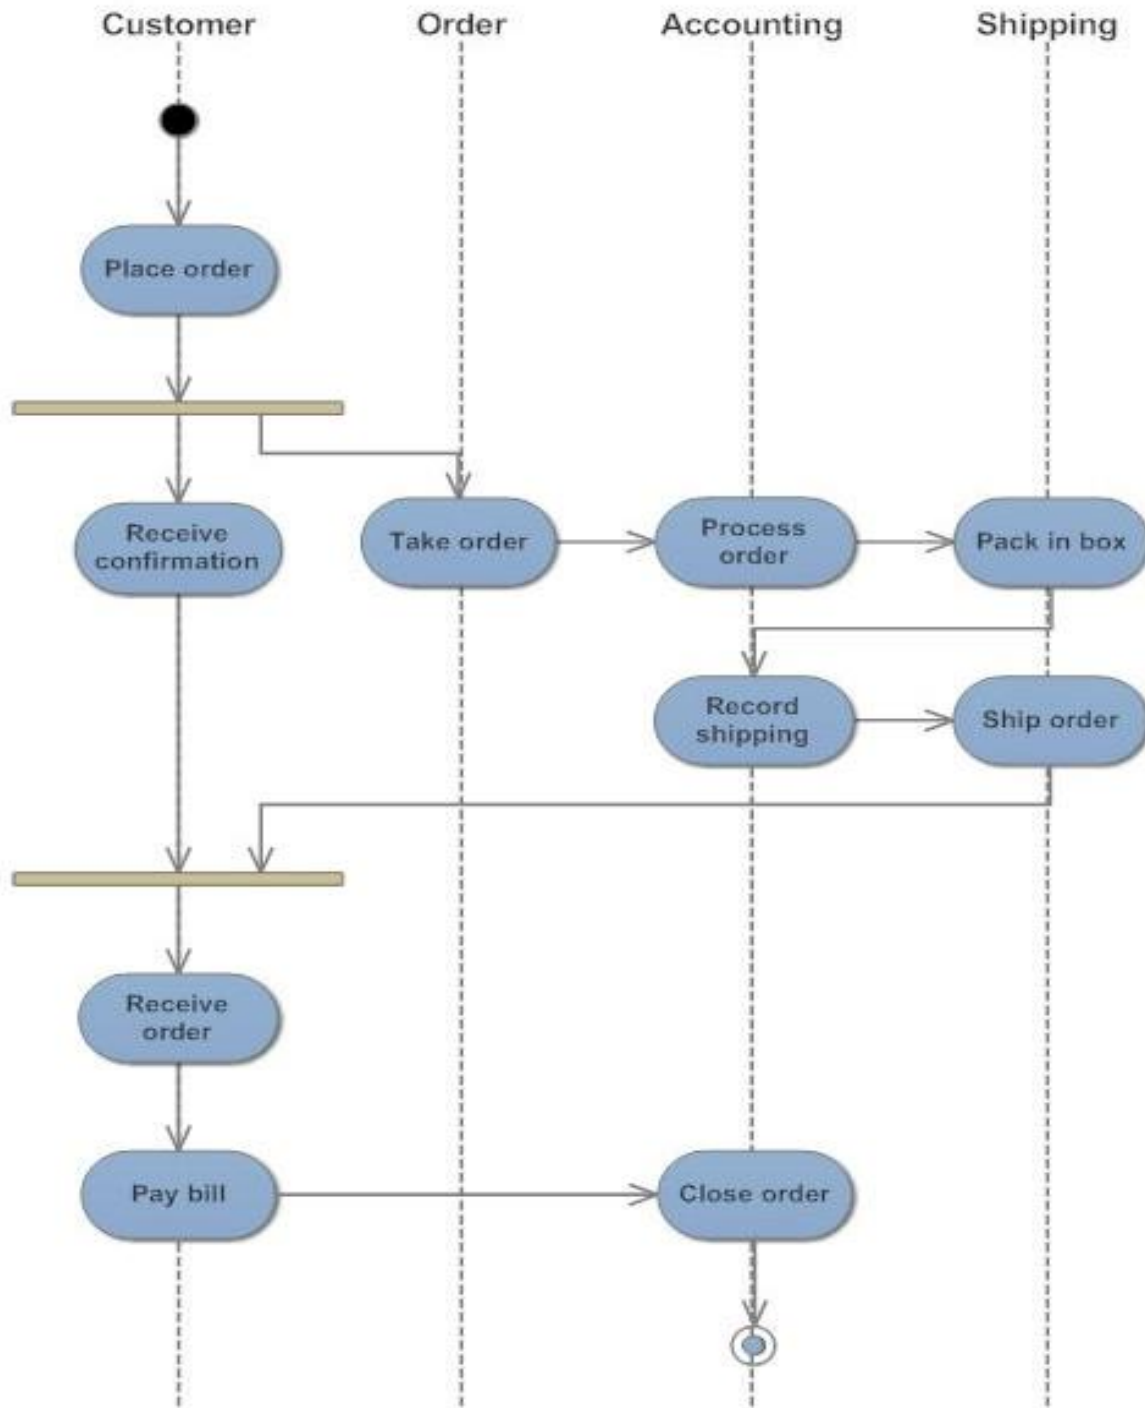 Customer
Order
Accounting
Shipping
Place order
Receive
confirmation
Take order
Process
order
Pack in box
Record
shipping
Ship order
Receive
order
Pay bill
Close order